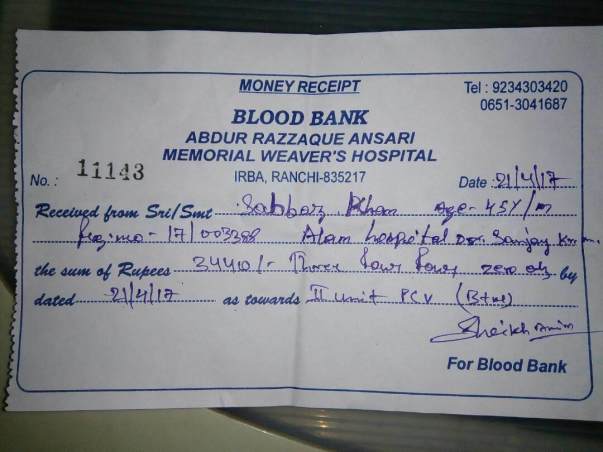 MONEY RECEIPT
Tel : 9234303420
0651-3041687
BLOOD BANK
ABDUR RAZZAQUE ANSARI
MEMORIAL WEAVER'S HOSPITAL
IRBA, RANCHI-835217
No. : 11143
Date : 21/4/17
Received from Sri/Smt Sabbar Khan Age- 45Y/m
Reg. no- 17/003398 Alam hospital Dr. Sanjay
the sum of Rupees 3440/- Three four four zero only by
dated 21/4/17 as towards II unit PCV (B+ve)
Sheikh
For Blood Bank